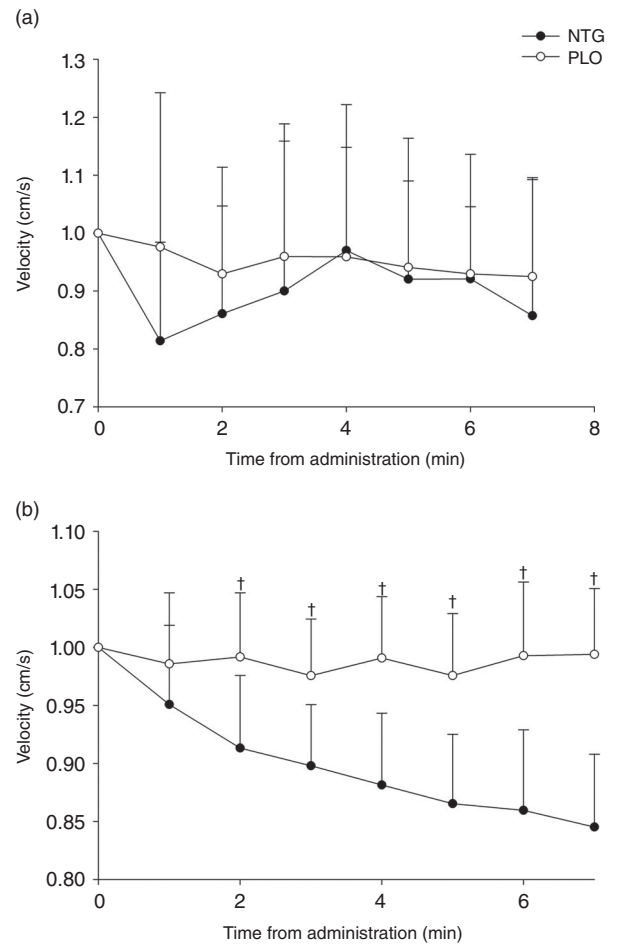 (a)
NTG
PLO
1.3
1.2
1.1
1.0
0.9
0.8
0.7
Velocity (cm/s)
0 2 4 6 8
Time from administration (min)
(b)
1.10
1.05
1.00
0.95
0.90
0.85
0.80
Velocity (cm/s)
† † † † † †
0 2 4 6
Time from administration (min)